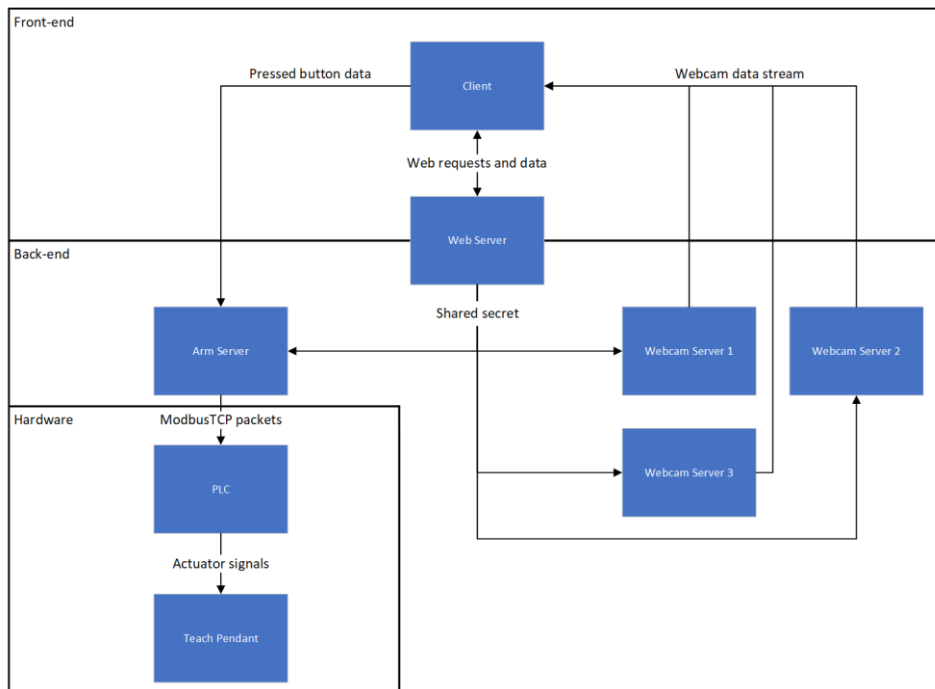 Front-end
Pressed button data
Client
Webcam data stream
Web requests and data
Web Server
Back-end
Shared secret
Arm Server
Webcam Server 1
Webcam Server 2
Hardware
ModbusTCP packets
PLC
Webcam Server 3
Actuator signals
Teach Pendant